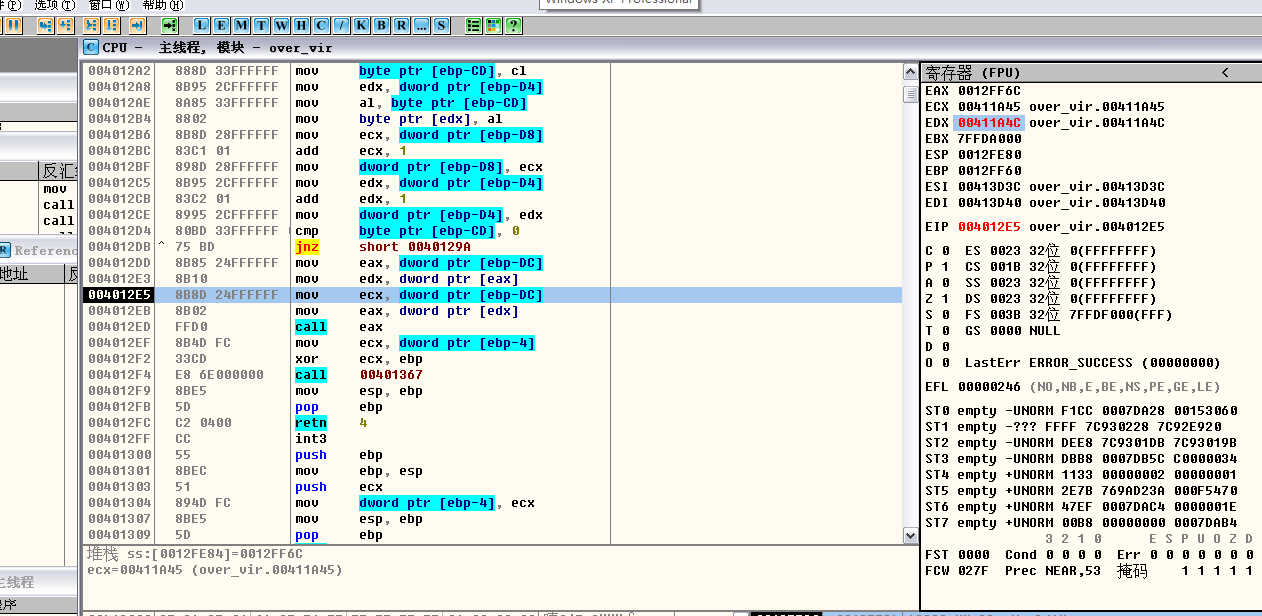 选项(T) 窗口(W) 帮助(H)
Windows XP Professional
L E M T W H C / K B R ... S ?
C CPU - 主线程, 模块 - over_vir
004012A2 888D 33FFFFFF mov byte ptr [ebp-CD], cl
004012A8 8B95 2CFFFFFF mov edx, dword ptr [ebp-D4]
004012AE 8A85 33FFFFFF mov al, byte ptr [ebp-CD]
004012B4 8802 mov byte ptr [edx], al
004012B6 8B8D 28FFFFFF mov ecx, dword ptr [ebp-D8]
004012BC 83C1 01 add ecx, 1
004012BF 898D 28FFFFFF mov dword ptr [ebp-D8], ecx
004012C5 8B95 2CFFFFFF mov edx, dword ptr [ebp-D4]
004012CB 83C2 01 add edx, 1
004012CE 8995 2CFFFFFF mov dword ptr [ebp-D4], edx
004012D4 80BD 33FFFFFF cmp byte ptr [ebp-CD], 0
004012DB ^ 75 BD jnz short 0040129A
004012DD 8B85 24FFFFFF mov eax, dword ptr [ebp-DC]
004012E3 8B10 mov edx, dword ptr [eax]
004012E5 8B8D 24FFFFFF mov ecx, dword ptr [ebp-DC]
004012EB 8B02 mov eax, dword ptr [edx]
004012ED FFD0 call eax
004012EF 8B4D FC mov ecx, dword ptr [ebp-4]
004012F2 33CD xor ecx, ebp
004012F4 E8 6E000000 call 00401367
004012F9 8BE5 mov esp, ebp
004012FB 5D pop ebp
004012FC C2 0400 retn 4
004012FF CC int3
00401300 55 push ebp
00401301 8BEC mov ebp, esp
00401303 51 push ecx
00401304 894D FC mov dword ptr [ebp-4], ecx
00401307 8BE5 mov esp, ebp
00401309 5D pop ebp
堆栈 ss:[0012FE84]=0012FF6C
ecx=00411A45 (over_vir.00411A45)
反汇
mov
call
call
R Referenc
地址
主线程
程序
寄存器 (FPU) <
EAX 0012FF6C
ECX 00411A45 over_vir.00411A45
EDX 00411A4C over_vir.00411A4C
EBX 7FFDA000
ESP 0012FE80
EBP 0012FF60
ESI 00413D3C over_vir.00413D3C
EDI 00413D40 over_vir.00413D40
EIP 004012E5 over_vir.004012E5
C 0 ES 0023 32位 0(FFFFFFFF)
P 1 CS 001B 32位 0(FFFFFFFF)
A 0 SS 0023 32位 0(FFFFFFFF)
Z 1 DS 0023 32位 0(FFFFFFFF)
S 0 FS 003B 32位 7FFDF000(FFF)
T 0 GS 0000 NULL
D 0
O 0 LastErr ERROR_SUCCESS (00000000)
EFL 00000246 (NO,NB,E,BE,NS,PE,GE,LE)
ST0 empty -UNORM F1CC 0007DA28 00153060
ST1 empty -??? FFFF 7C930228 7C92E920
ST2 empty -UNORM DEE8 7C9301DB 7C93019B
ST3 empty -UNORM DBB8 0007DB5C C0000034
ST4 empty +UNORM 1133 00000002 00000001
ST5 empty +UNORM 2E7B 769AD23A 000F5470
ST6 empty +UNORM 47EF 0007DAC4 0000001E
ST7 empty +UNORM 00B8 00000000 0007DAB4
3 2 1 0 E S P U O Z D
FST 0000 Cond 0 0 0 0 Err 0 0 0 0 0 0 0
FCW 027F Prec NEAR,53 掩码 1 1 1 1 1